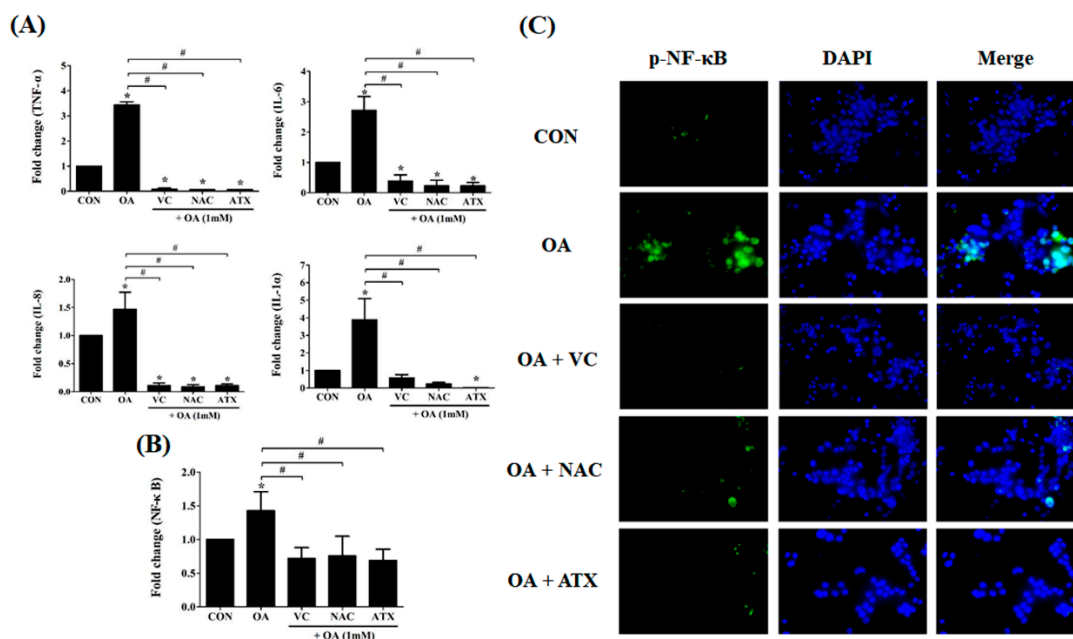 (A)
Fold change (TNF-α)
5
4
3
2
1
0
*
*
*
*
#
#
#
CON
OA
VC
NAC
ATX
+ OA (1mM)
Fold change (IL-6)
4
3
2
1
0
*
*
*
*
#
#
#
CON
OA
VC
NAC
ATX
+ OA (1mM)
Fold change (IL-8)
2.0
1.5
1.0
0.5
0.0
*
*
*
*
#
#
#
CON
OA
VC
NAC
ATX
+ OA (1mM)
Fold change (IL-1α)
7
6
5
4
3
2
1
0
*
*
#
#
#
CON
OA
VC
NAC
ATX
+ OA (1mM)
(B)
Fold change (NF-κ B)
2.0
1.5
1.0
0.5
0.0
*
#
#
#
CON
OA
VC
NAC
ATX
+ OA (1mM)
(C)
p-NF-κB
DAPI
Merge
CON
OA
OA + VC
OA + NAC
OA + ATX